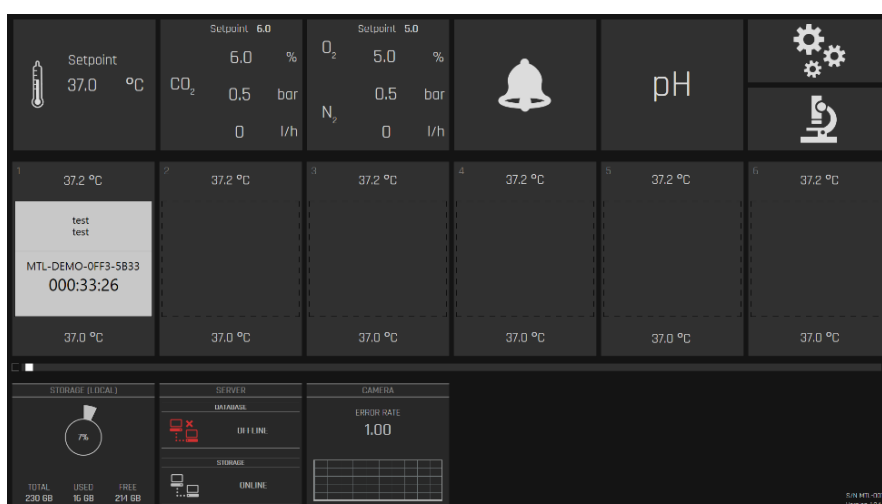 Setpoint
37.0 °C
Setpoint 6.0
CO2
6.0 %
0.5 bar
0 l/h
Setpoint 5.0
O2
5.0 %
0.5 bar
N2
0 l/h
pH
1
37.2 °C
test
test
MTL-DEMO-0FF3-5B33
000:33:26
37.0 °C
2
37.2 °C
37.0 °C
3
37.2 °C
37.0 °C
4
37.2 °C
37.0 °C
5
37.2 °C
37.0 °C
6
37.2 °C
37.0 °C
STORAGE (LOCAL)
7%
TOTAL USED FREE
230 GB 16 GB 214 GB
SERVER
DATABASE
OFFLINE
STORAGE
ONLINE
CAMERA
ERROR RATE
1.00
S/N MTL-
Version